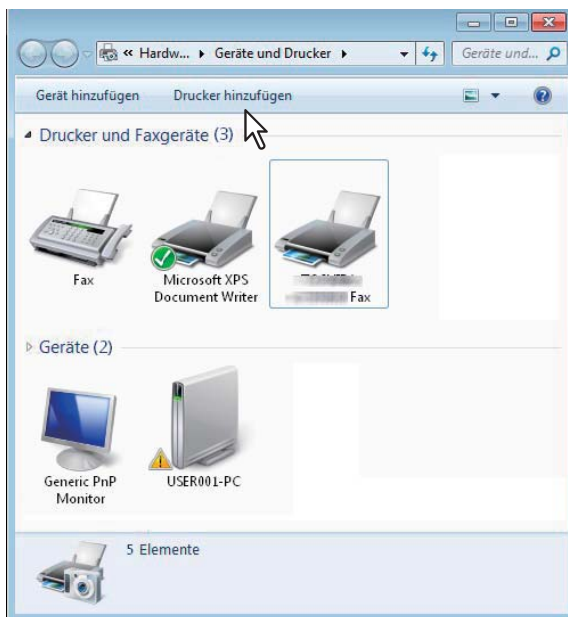 « Hardw... ▸ Geräte und Drucker ▸ Geräte und...
Gerät hinzufügen Drucker hinzufügen
Drucker und Faxgeräte (3)
Fax
Microsoft XPS
Document Writer
Fax
Geräte (2)
Generic PnP
Monitor
USER001-PC
5 Elemente